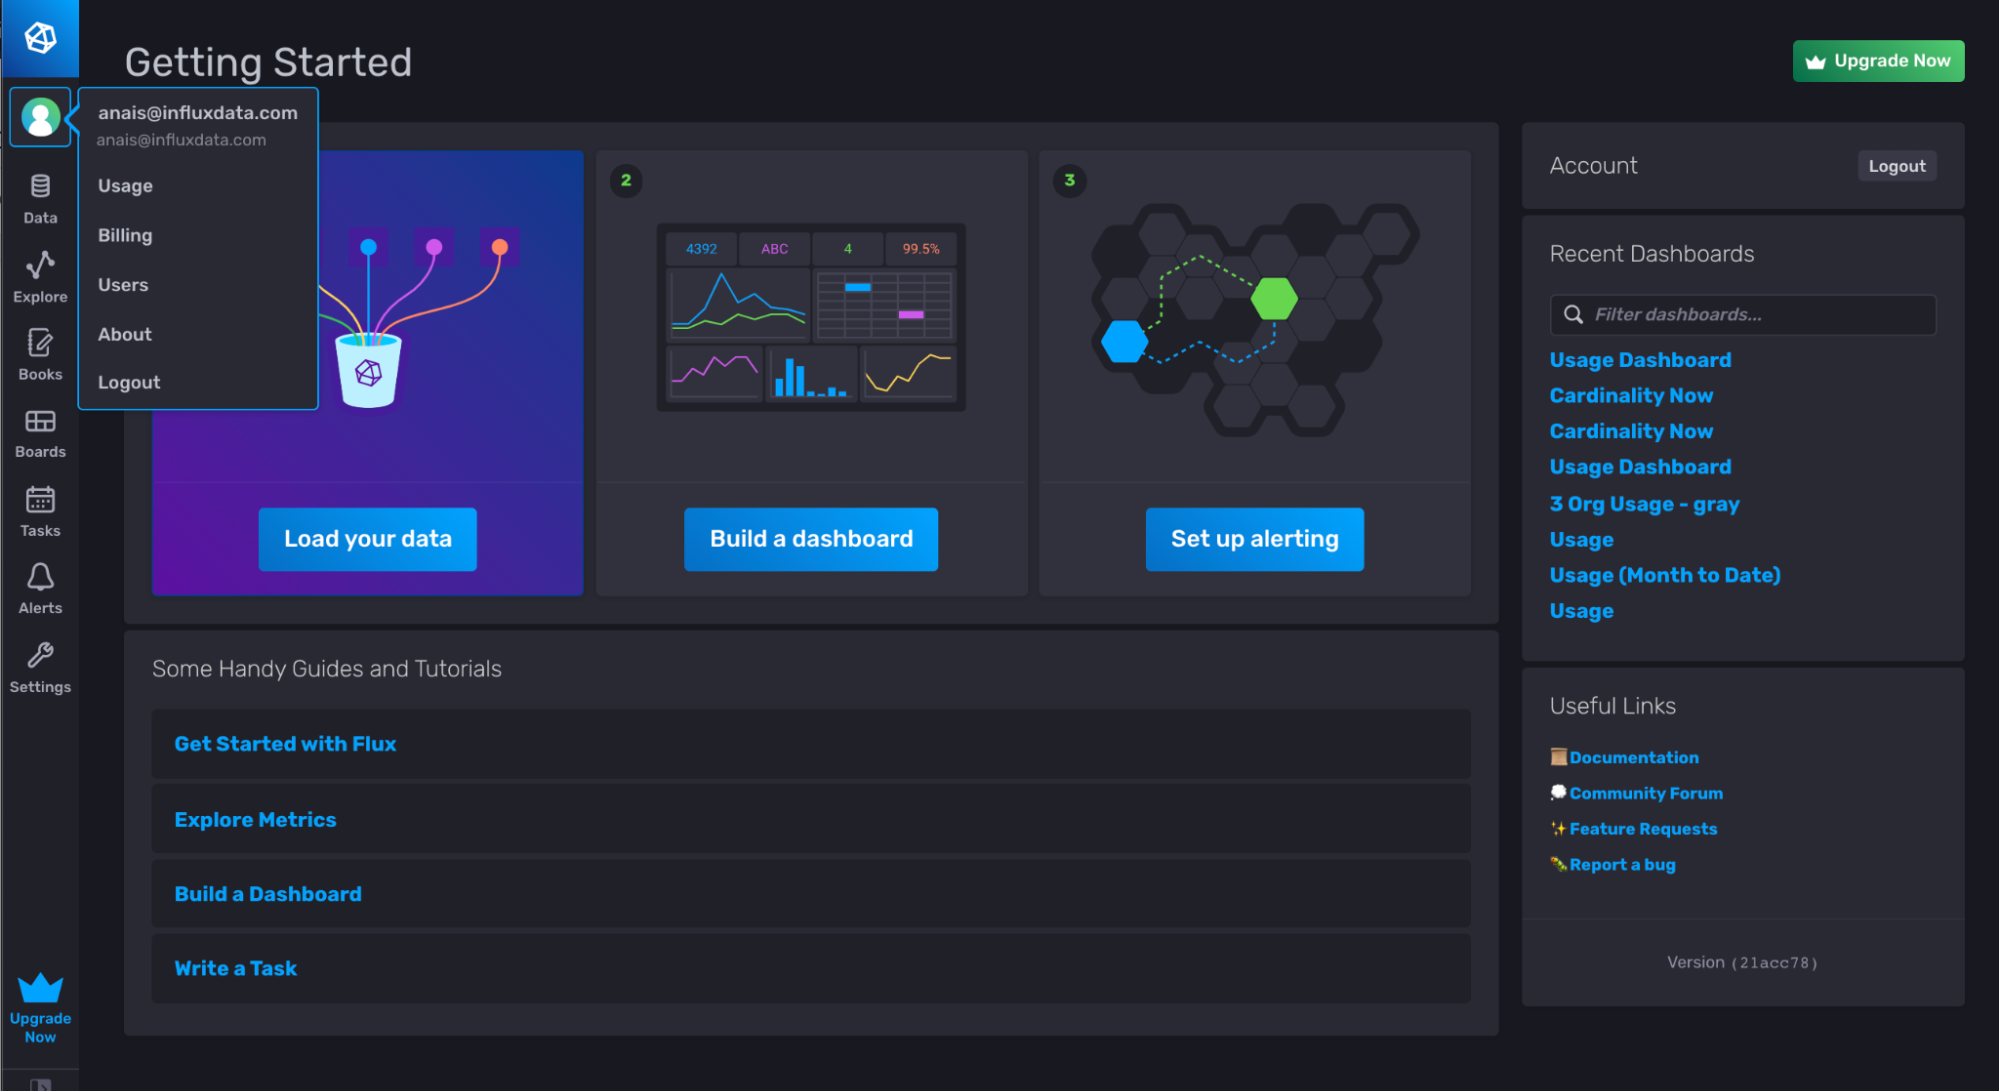 Getting Started
Upgrade Now
anais@influxdata.com
anais@influxdata.com
Usage
Billing
Users
About
Logout
Data
Explore
Books
Boards
Tasks
Alerts
Settings
Upgrade
Now
Load your data
2
4392
ABC
4
99.5%
Build a dashboard
3
Set up alerting
Some Handy Guides and Tutorials
Get Started with Flux
Explore Metrics
Build a Dashboard
Write a Task
Account
Logout
Recent Dashboards
Filter dashboards...
Usage Dashboard
Cardinality Now
Cardinality Now
Usage Dashboard
3 Org Usage - gray
Usage
Usage (Month to Date)
Usage
Useful Links
Documentation
Community Forum
Feature Requests
Report a bug
Version (21acc78)